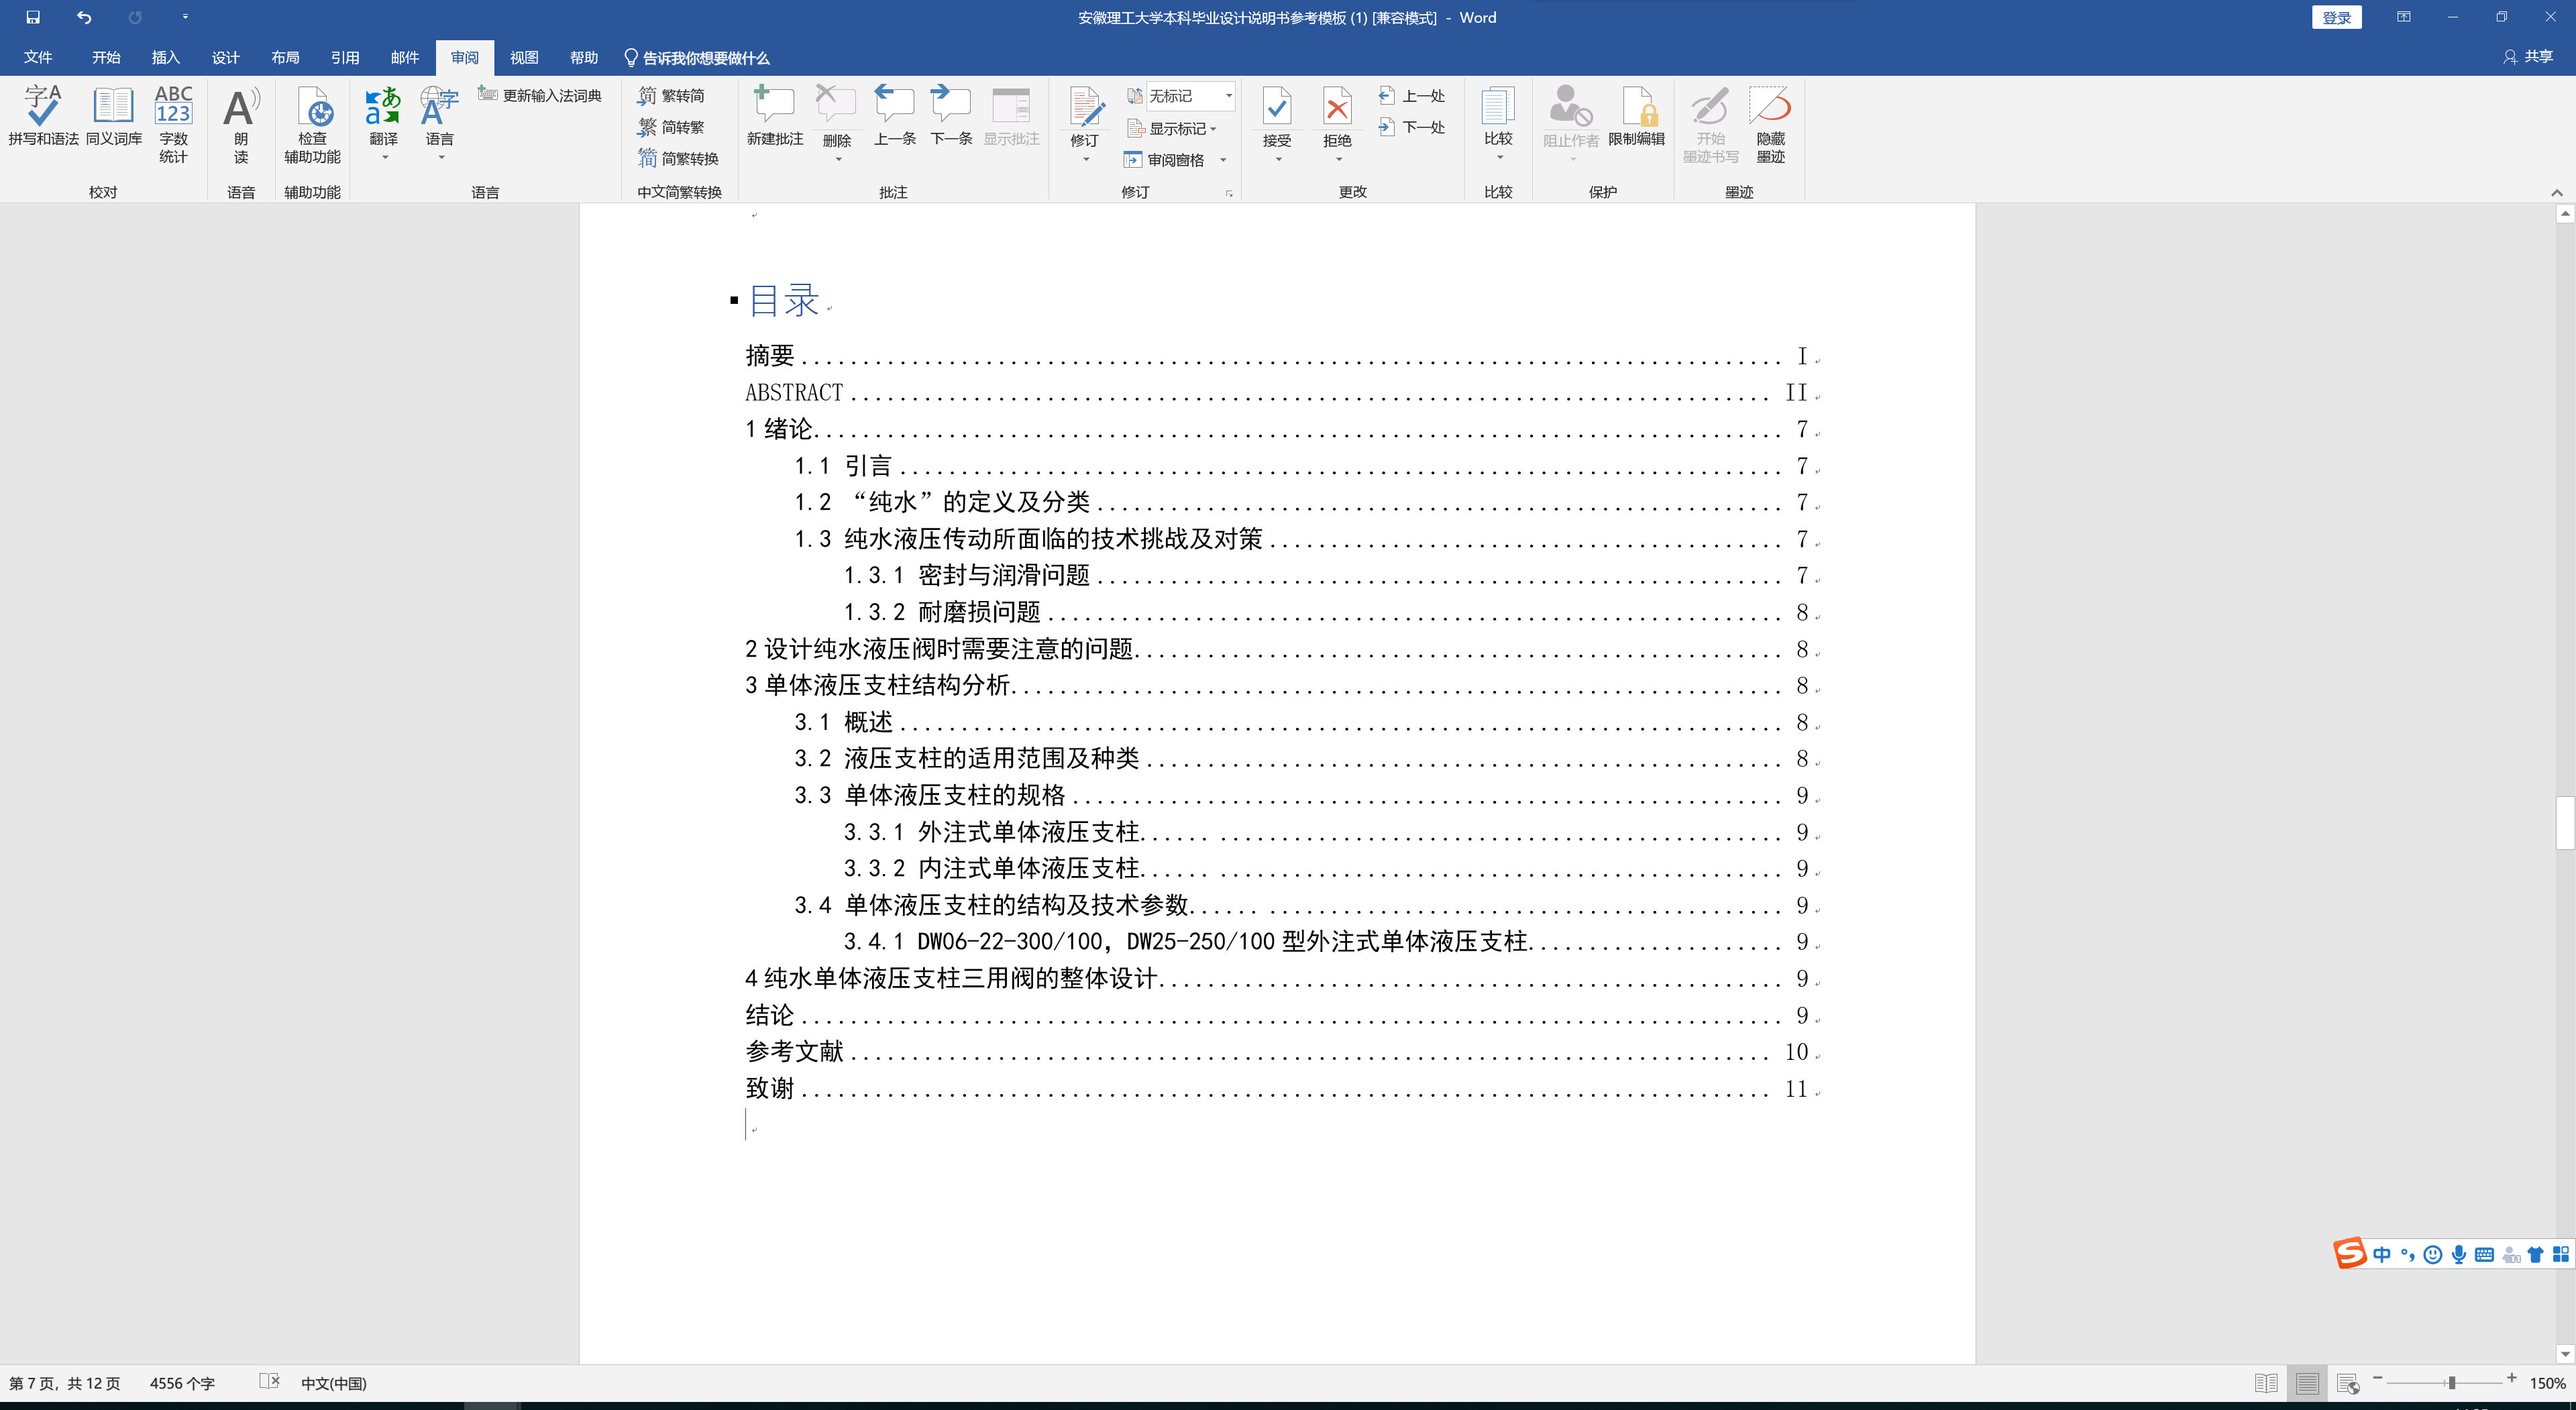 安徽理工大学本科毕业设计说明书参考模板 (1) [兼容模式] - Word
登录
文件 开始 插入 设计 布局 引用 邮件 审阅 视图 帮助 告诉我你想要做什么 共享
拼写和语法 同义词库 字数统计 校对
朗读 语音
检查辅助功能 辅助功能
翻译 语言 更新输入法词典 语言
繁转简
简转繁
简繁转换
中文简繁转换
新建批注 删除 上一条 下一条 显示批注 批注
修订 无标记 显示标记 审阅窗格 修订
接受 拒绝 上一处 下一处 更改
比较 比较
阻止作者 限制编辑 保护
开始墨迹书写 隐藏墨迹 墨迹
目录
摘要 I
ABSTRACT II
1 绪论 7
1.1 引言 7
1.2 “纯水”的定义及分类 7
1.3 纯水液压传动所面临的技术挑战及对策 7
1.3.1 密封与润滑问题 7
1.3.2 耐磨损问题 8
2 设计纯水液压阀时需要注意的问题 8
3 单体液压支柱结构分析 8
3.1 概述 8
3.2 液压支柱的适用范围及种类 8
3.3 单体液压支柱的规格 9
3.3.1 外注式单体液压支柱 9
3.3.2 内注式单体液压支柱 9
3.4 单体液压支柱的结构及技术参数 9
3.4.1 DW06-22-300/100，DW25-250/100 型外注式单体液压支柱 9
4 纯水单体液压支柱三用阀的整体设计 9
结论 9
参考文献 10
致谢 11
中
第 7 页，共 12 页 4556 个字 中文(中国) 150%